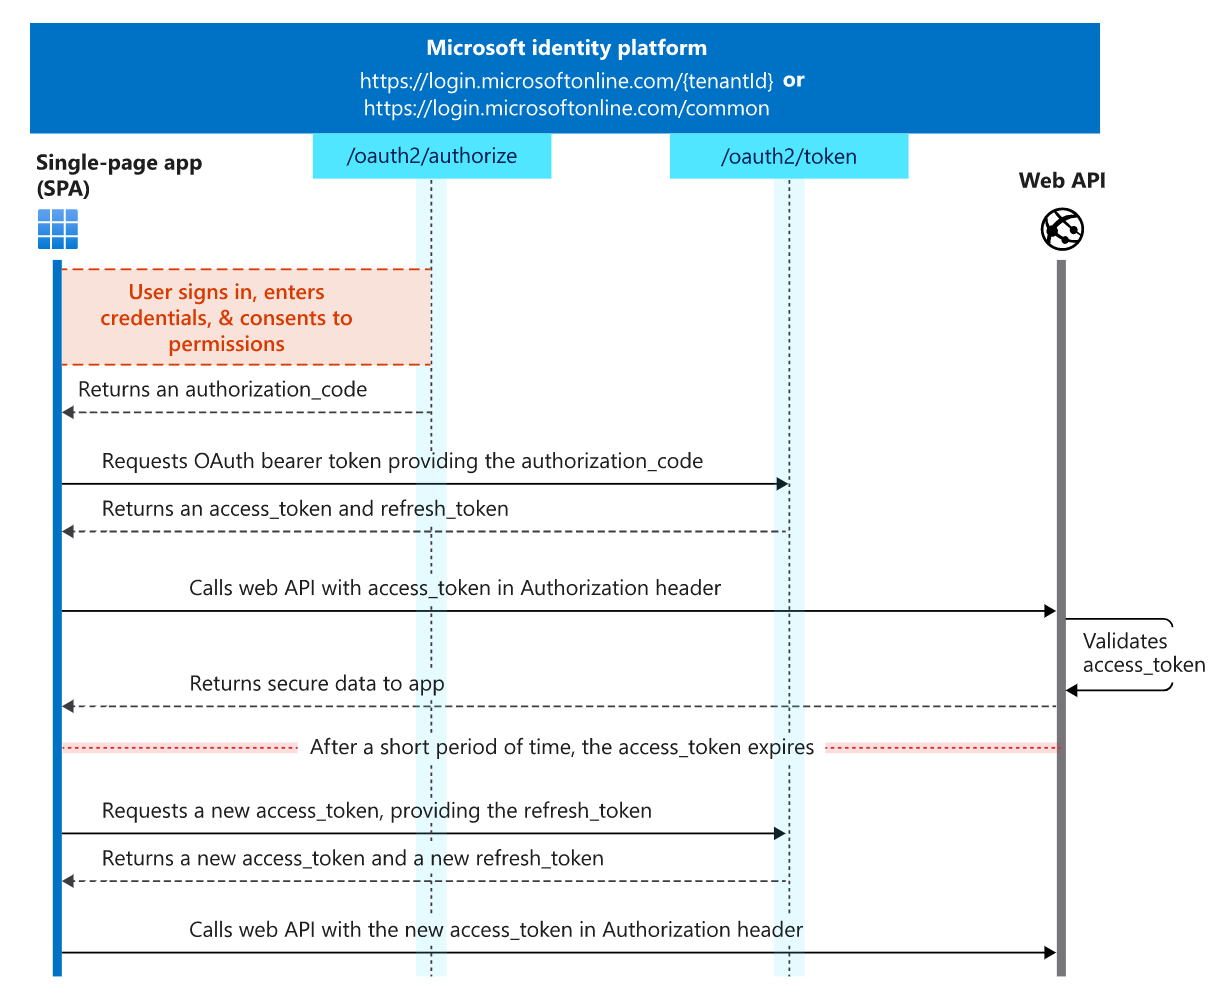 Microsoft identity platform
https://login.microsoftonline.com/{tenantId} or
https://login.microsoftonline.com/common
/oauth2/authorize
/oauth2/token
Single-page app
(SPA)
Web API
User signs in, enters
credentials, & consents to
permissions
Returns an authorization_code
Requests OAuth bearer token providing the authorization_code
Returns an access_token and refresh_token
Calls web API with access_token in Authorization header
Validates
access_token
Returns secure data to app
After a short period of time, the access_token expires
Requests a new access_token, providing the refresh_token
Returns a new access_token and a new refresh_token
Calls web API with the new access_token in Authorization header